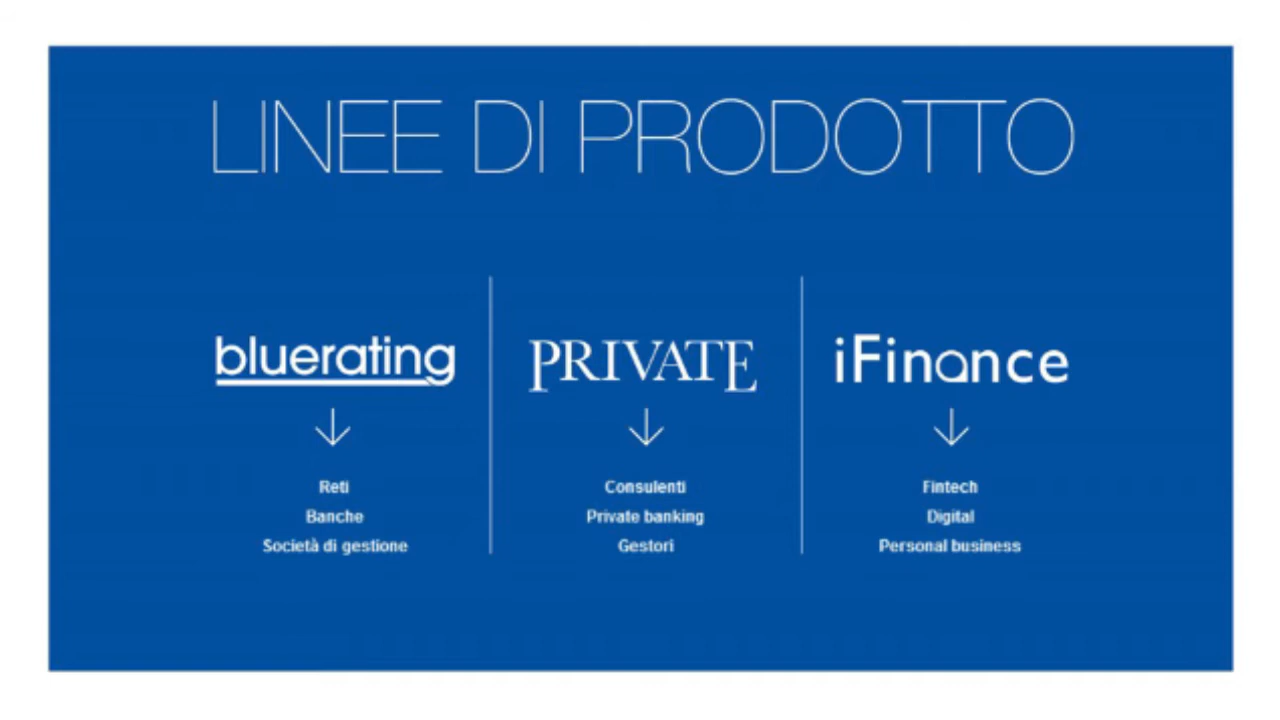 LINEE DI PRODOTTO
bluerating
Reti
Banche
Società di gestione
PRIVATE
Consulenti
Private banking
Gestori
iFinance
Fintech
Digital
Personal business